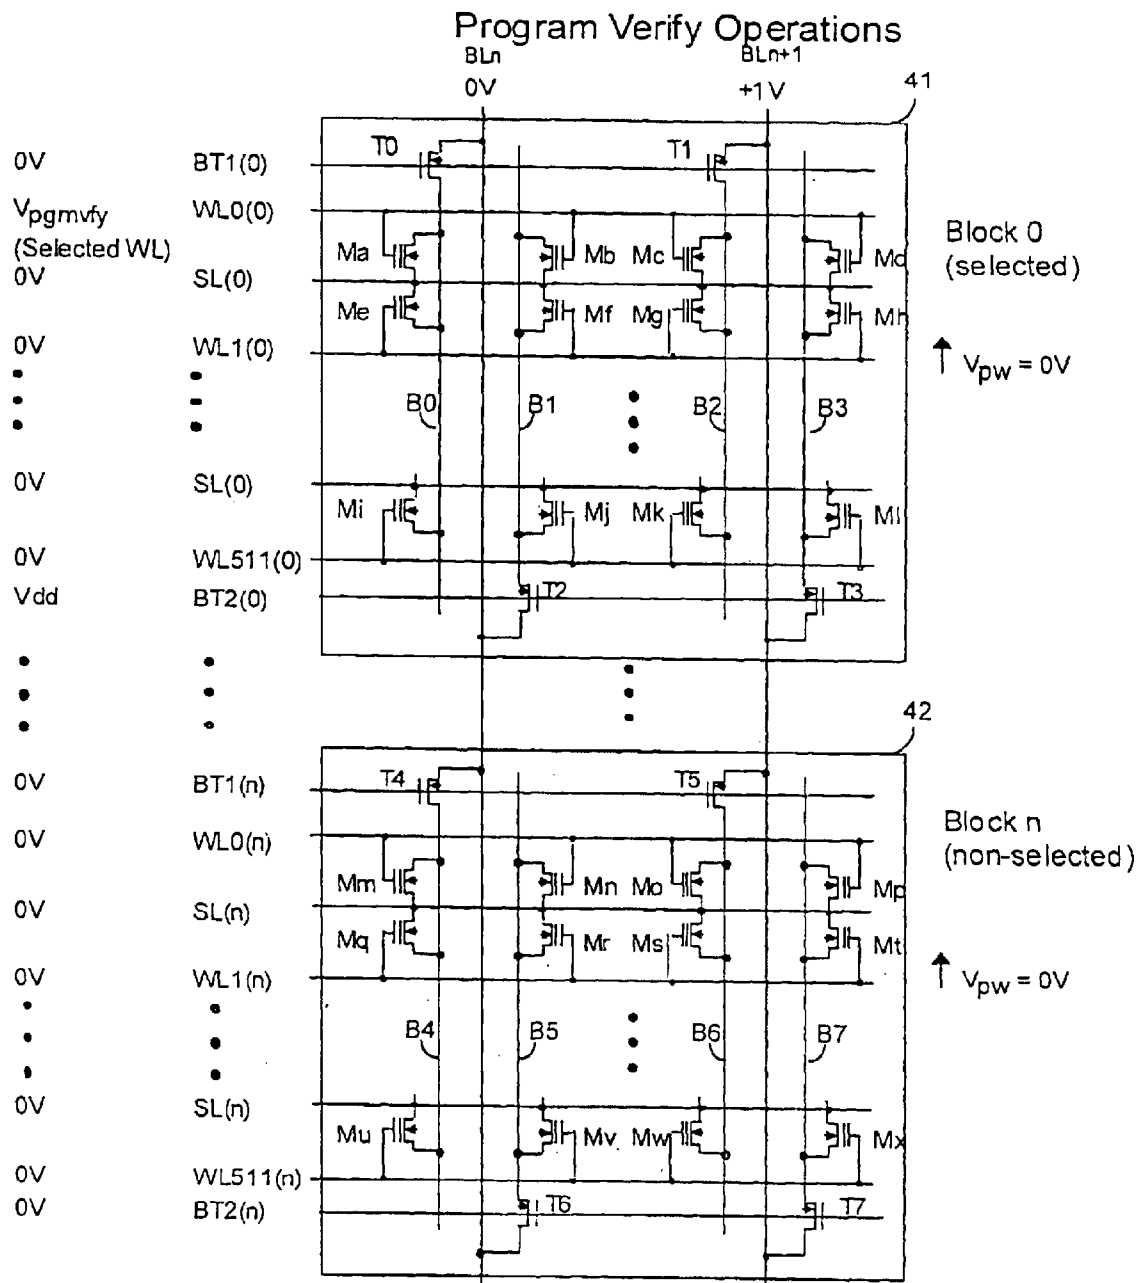 Program Verify Operations
BLn BLn+1
0V +1V
41
T0 T1
0V BT1(0)
Vpgmvfy WL0(0)
(Selected WL)
Block 0
(selected)
Ma Mb Mc Md
0V SL(0)
Me Mf Mg Mh
0V WL1(0)
Vpw = 0V
B0 B1 B2 B3
0V SL(0)
Mi Mj Mk Ml
0V WL511(0)
Vdd BT2(0) T2 T3
42
0V BT1(n) T4 T5
0V WL0(n)
Block n
(non-selected)
Mm Mn Mo Mp
0V SL(n)
Mq Mr Ms Mt
0V WL1(n)
Vpw = 0V
B4 B5 B6 B7
0V SL(n)
Mu Mv Mw Mx
0V WL511(n)
0V BT2(n) T6 T7